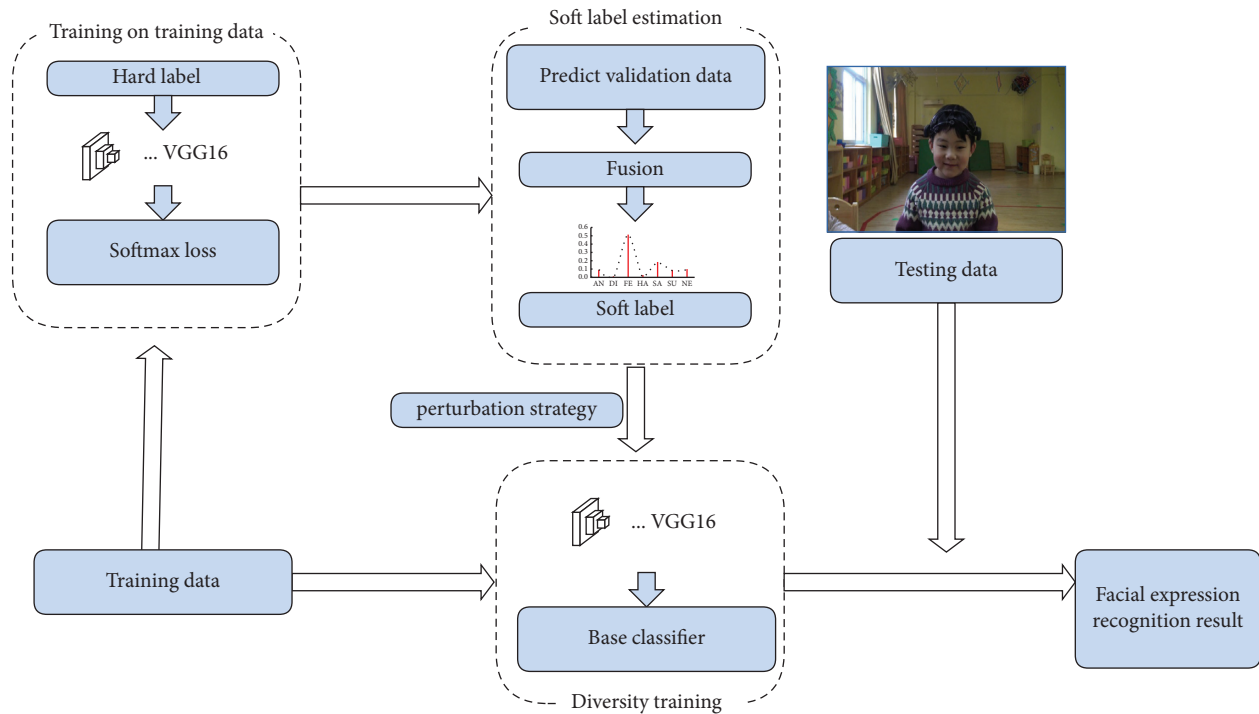 Training on training data
Hard label
... VGG16
Softmax loss
Soft label estimation
Predict validation data
Fusion
0.6
0.5
0.4
0.3
0.2
0.1
0.0
AN DI FE HA SA SU NE
Soft label
Testing data
perturbation strategy
Training data
... VGG16
Base classifier
Diversity training
Facial expression
recognition result